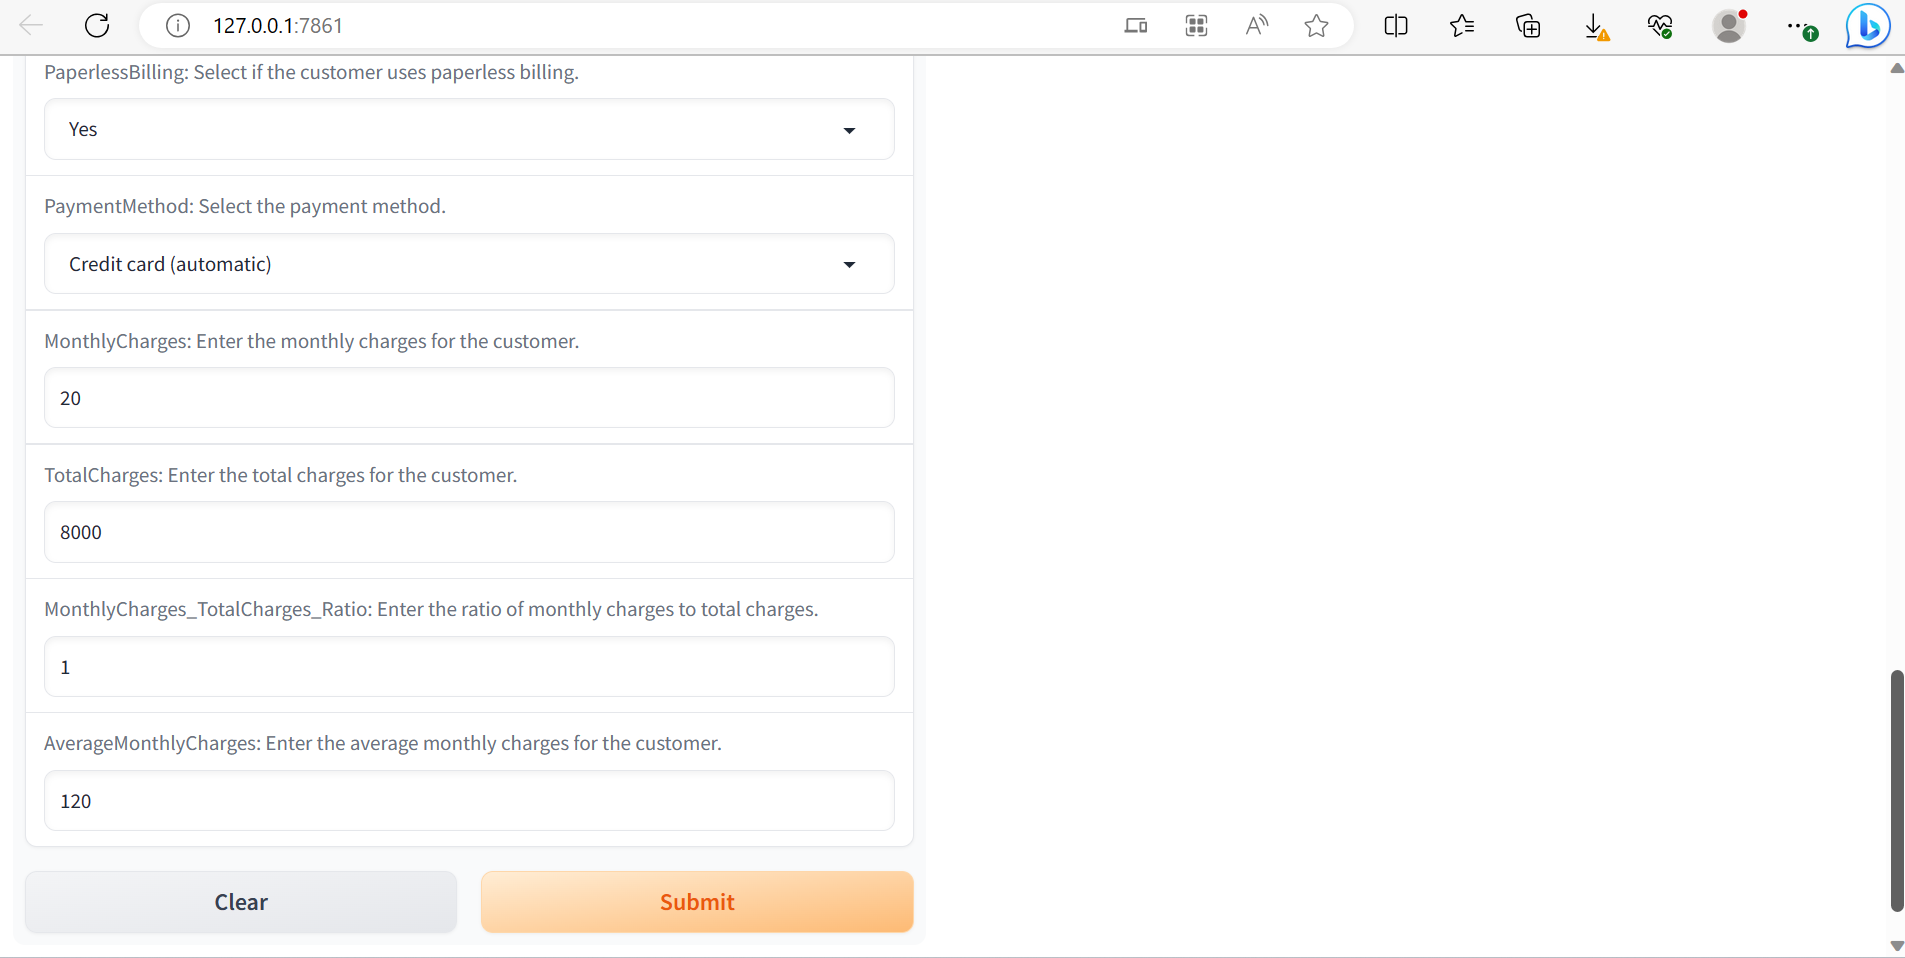 127.0.0.1:7861
PaperlessBilling: Select if the customer uses paperless billing.
Yes
PaymentMethod: Select the payment method.
Credit card (automatic)
MonthlyCharges: Enter the monthly charges for the customer.
20
TotalCharges: Enter the total charges for the customer.
8000
MonthlyCharges_TotalCharges_Ratio: Enter the ratio of monthly charges to total charges.
1
AverageMonthlyCharges: Enter the average monthly charges for the customer.
120
Clear
Submit